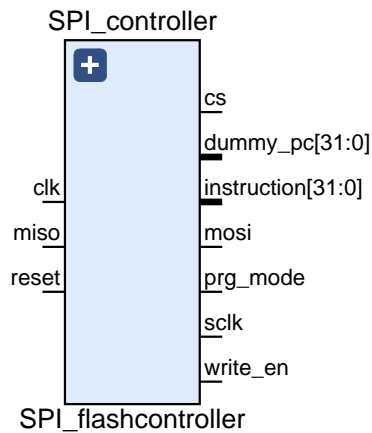 SPI_controller
cs
dummy_pc[31:0]
clk instruction[31:0]
miso mosi
reset prg_mode
sclk
write_en
SPI_flashcontroller